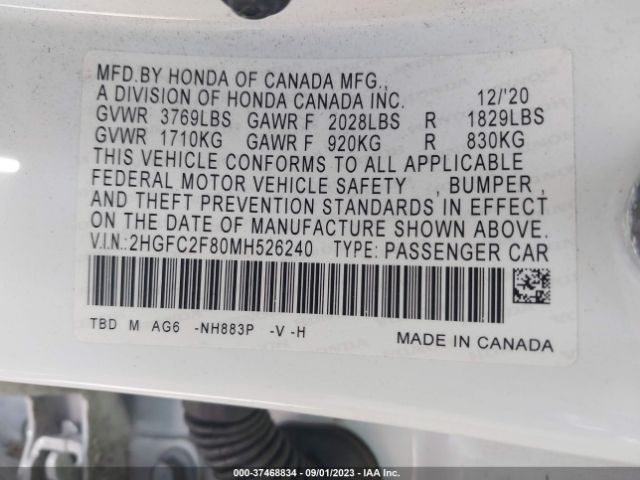 MFD.BY HONDA OF CANADA MFG.,
A DIVISION OF HONDA CANADA INC. 12/'20
GVWR 3769LBS GAWR F 2028LBS R 1829LBS
GVWR 1710KG GAWR F 920KG R 830KG
THIS VEHICLE CONFORMS TO ALL APPLICABLE
FEDERAL MOTOR VEHICLE SAFETY , BUMPER ,
AND THEFT PREVENTION STANDARDS IN EFFECT
ON THE DATE OF MANUFACTURE SHOWN ABOVE.
V.I.N.:2HGFC2F80MH526240 TYPE: PASSENGER CAR
TBD M AG6 -NH883P -V -H
MADE IN CANADA
000-37468834 / 09/01/2023 / IAA Inc.